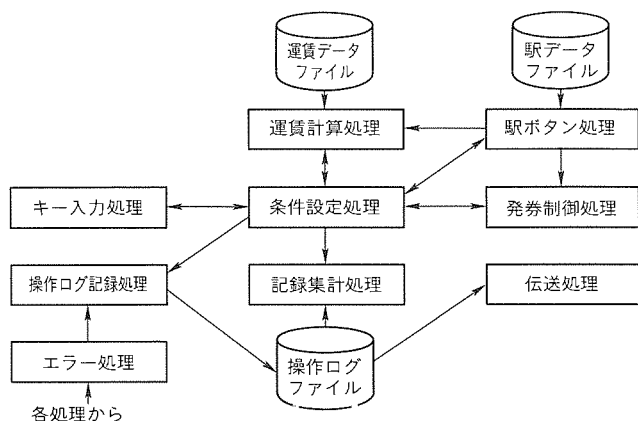 運賃データ
ファイル
駅データ
ファイル
運賃計算処理
駅ボタン処理
キー入力処理
条件設定処理
発券制御処理
操作ログ記録処理
記録集計処理
伝送処理
エラー処理
操作ログ
ファイル
各処理から